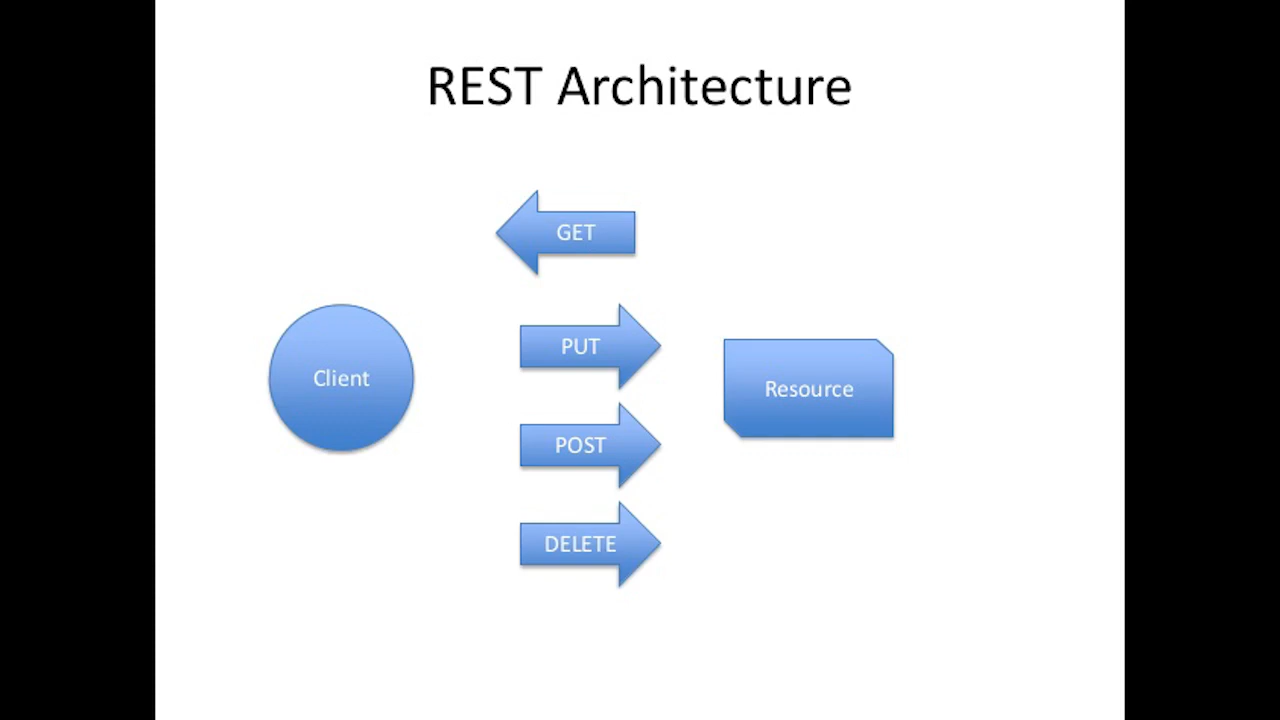 REST Architecture
GET
PUT
Client
Resource
POST
DELETE